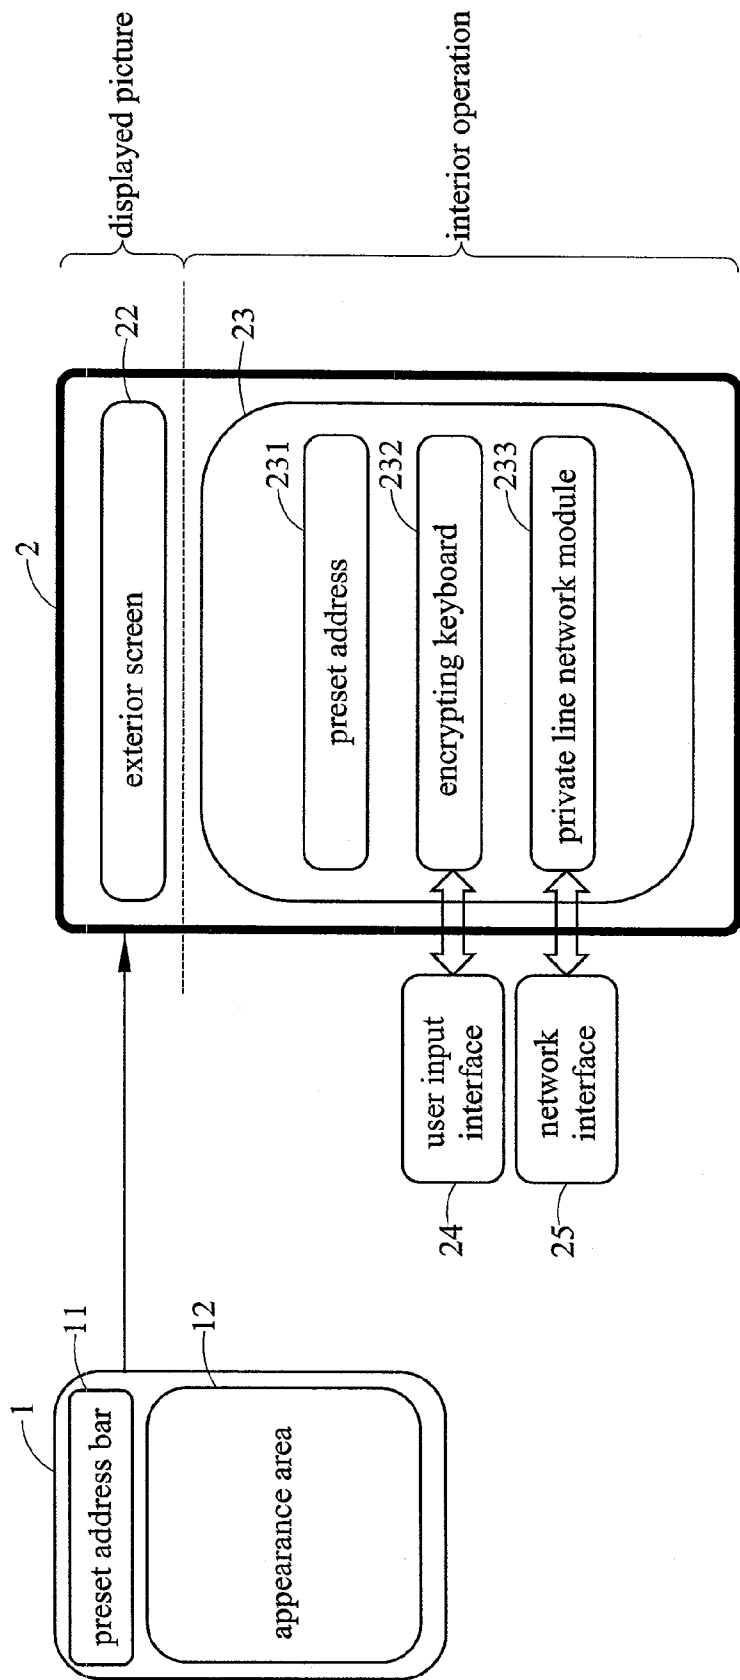 1
preset address bar
11
appearance area
12
2
exterior screen
22
displayed picture
23
preset address
231
encrypting keyboard
232
private line network module
233
interior operation
user input
interface
24
network
interface
25